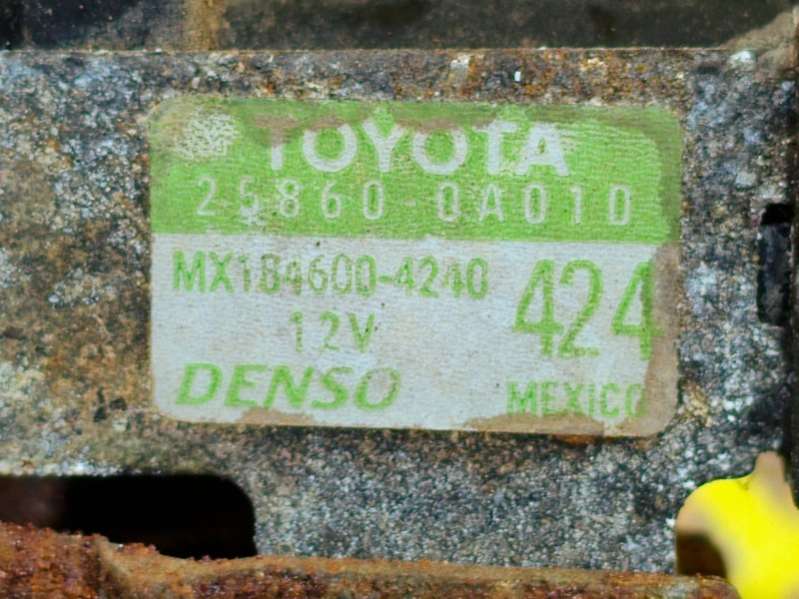 TOYOTA
25860-0A010
MX184600-4240
424
12V
DENSO
MEXICO